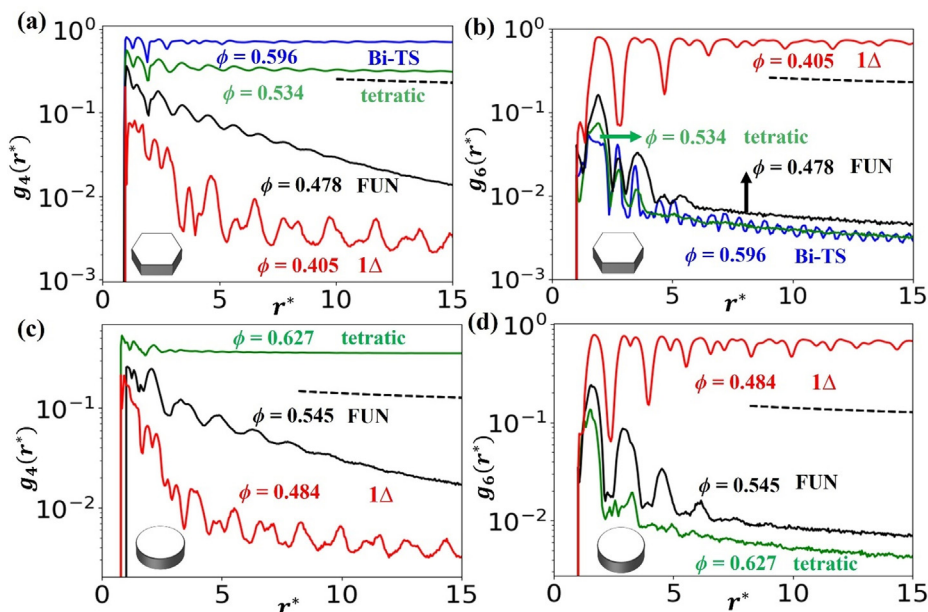 (a)
10⁰
10⁻¹
10⁻²
10⁻³
g₄(r*)
ϕ = 0.596 Bi-TS
ϕ = 0.534 tetratic
ϕ = 0.478 FUN
ϕ = 0.405 1Δ
0 5 10 15
r*
(b)
10⁰
10⁻¹
10⁻²
10⁻³
g₆(r*)
ϕ = 0.405 1Δ
ϕ = 0.534 tetratic
ϕ = 0.478 FUN
ϕ = 0.596 Bi-TS
0 5 10 15
r*
(c)
10⁻¹
10⁻²
g₄(r*)
ϕ = 0.627 tetratic
ϕ = 0.545 FUN
ϕ = 0.484 1Δ
0 5 10 15
r*
(d)
10⁰
10⁻¹
10⁻²
g₆(r*)
ϕ = 0.484 1Δ
ϕ = 0.545 FUN
ϕ = 0.627 tetratic
0 5 10 15
r*